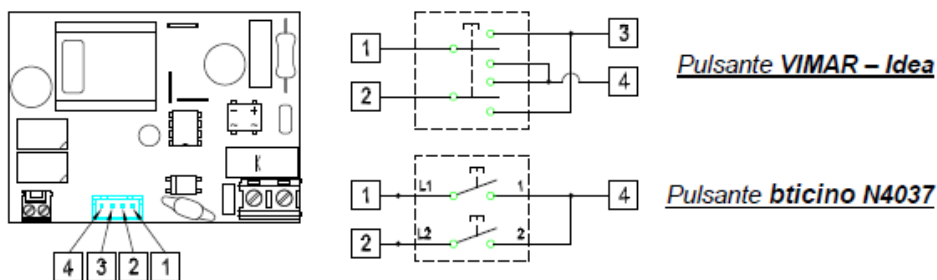 1
3
Pulsante VIMAR – Idea
2
4
K
1 L1 1 4
Pulsante bticino N4037
2 L2 2
4 3 2 1